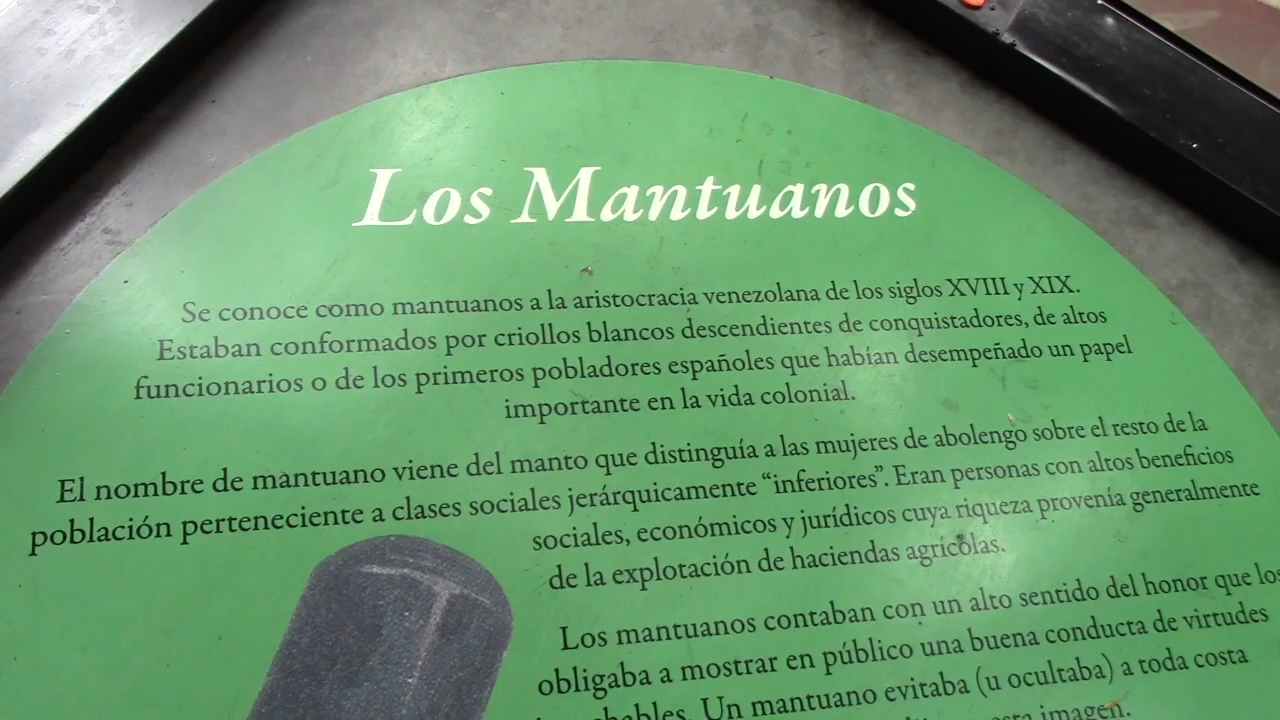 Los Mantuanos
Se conoce como mantuanos a la aristocracia venezolana de los siglos XVIII y XIX.
Estaban conformados por criollos blancos descendientes de conquistadores, de altos
funcionarios o de los primeros pobladores españoles que habían desempeñado un papel
importante en la vida colonial.
El nombre de mantuano viene del manto que distinguía a las mujeres de abolengo sobre el resto de la
población perteneciente a clases sociales jerárquicamente “inferiores”. Eran personas con altos beneficios
sociales, económicos y jurídicos cuya riqueza provenía generalmente
de la explotación de haciendas agrícolas.
Los mantuanos contaban con un alto sentido del honor que los
obligaba a mostrar en público una buena conducta de virtudes
Un mantuano evitaba (u ocultaba) a toda costa
imagen.